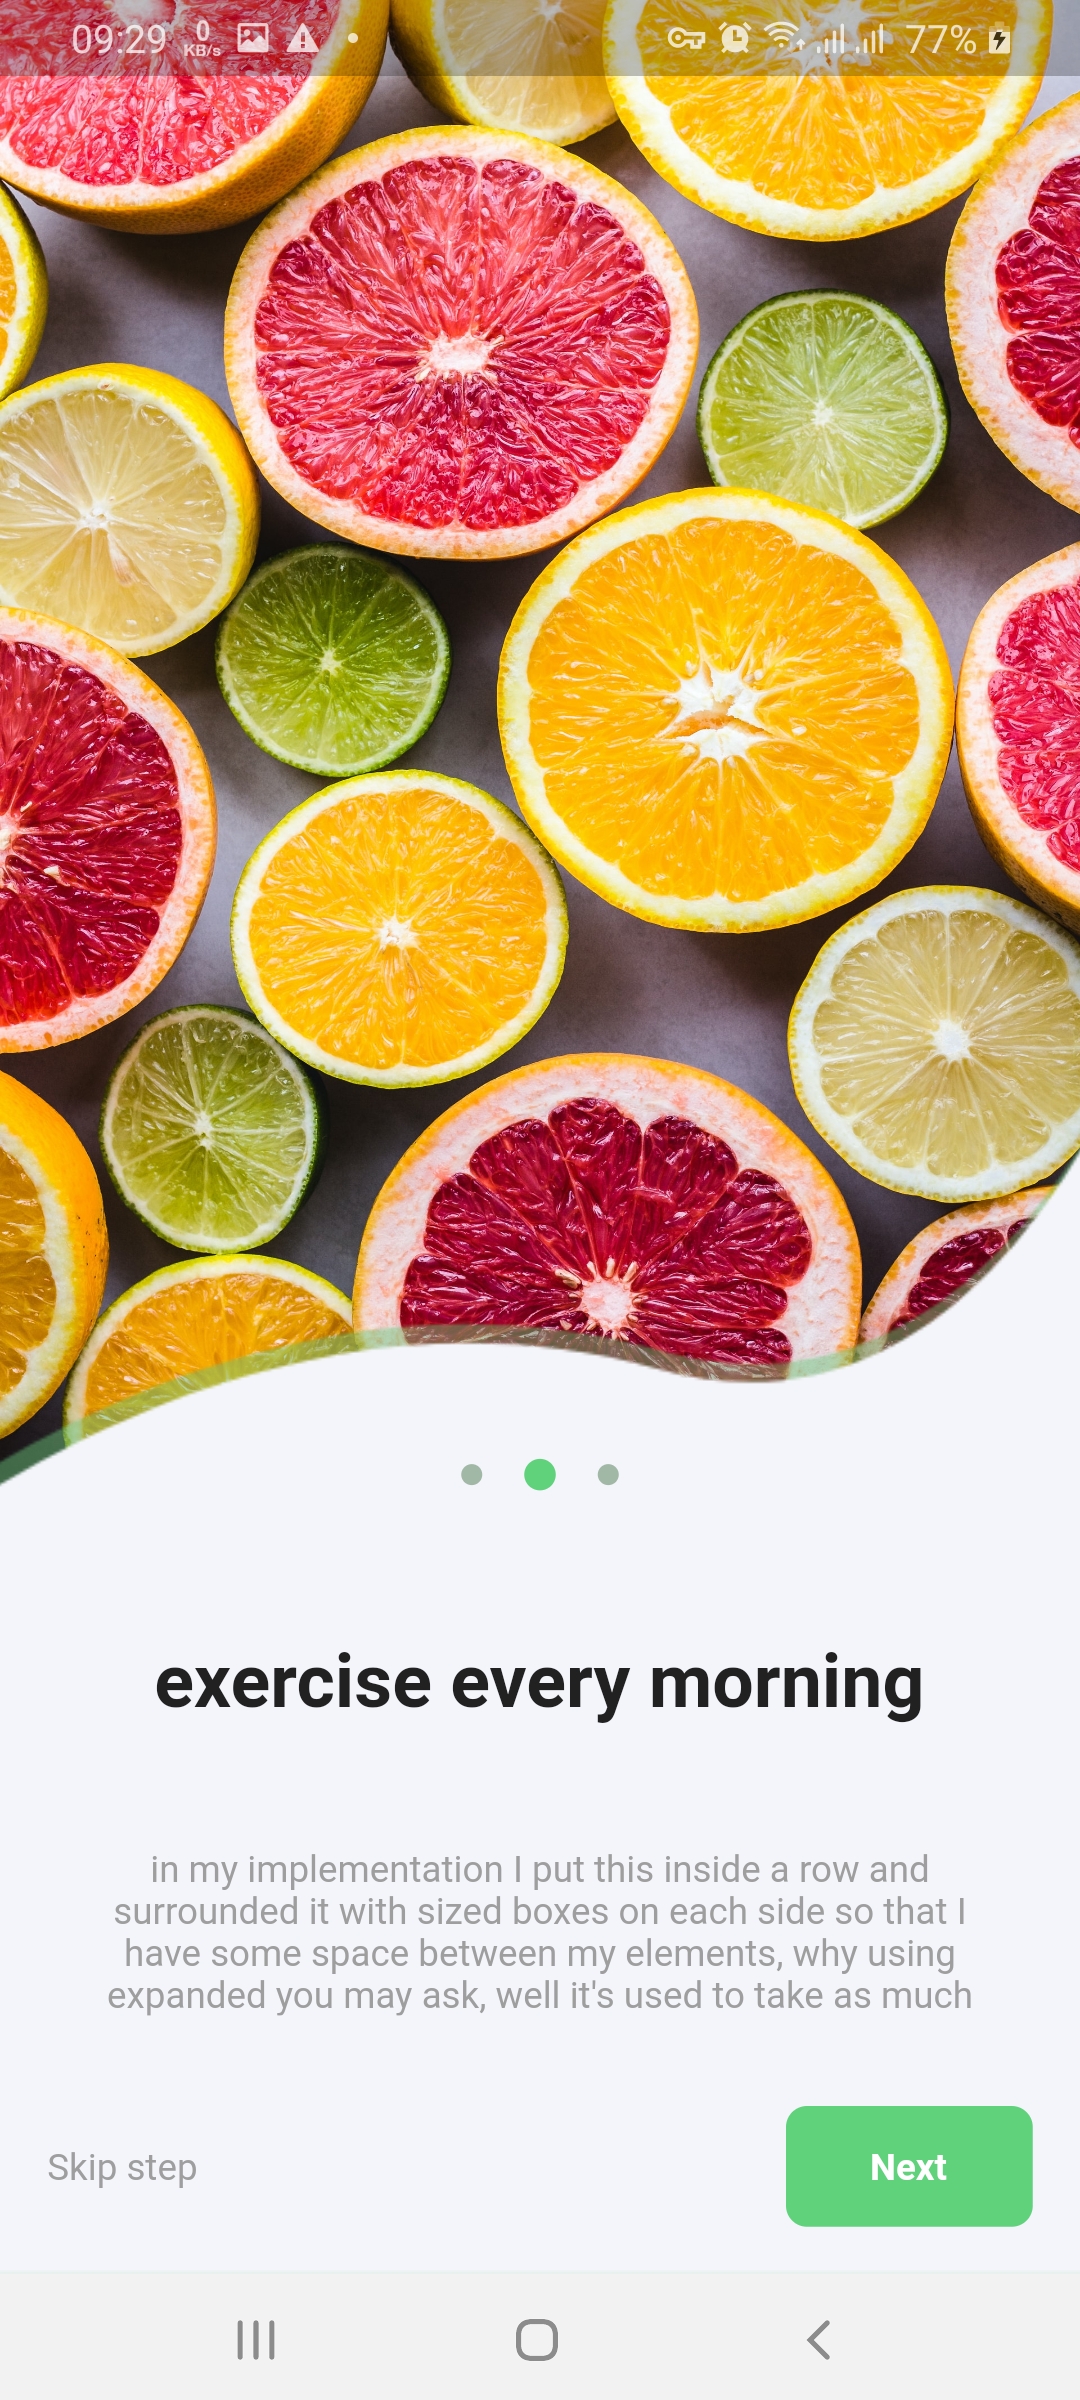 09:29 0 KB/s 77%
exercise every morning
in my implementation I put this inside a row and
surrounded it with sized boxes on each side so that I
have some space between my elements, why using
expanded you may ask, well it's used to take as much
Skip step
Next